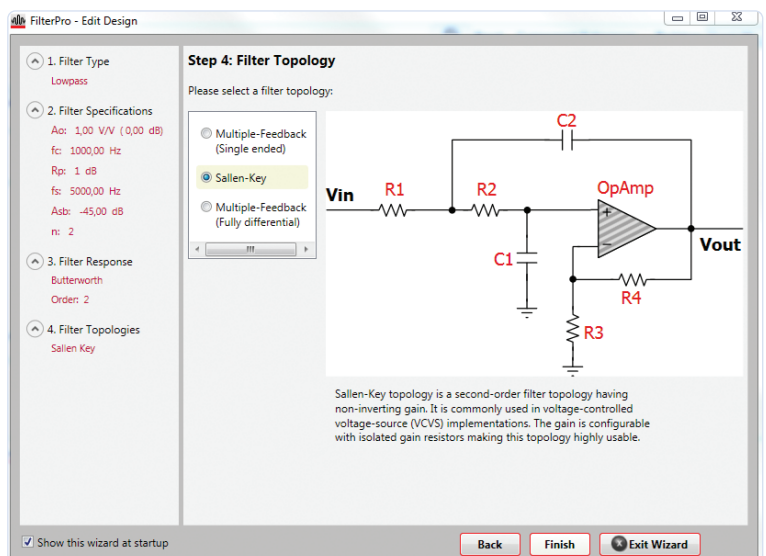 FilterPro - Edit Design
1. Filter Type
Lowpass
2. Filter Specifications
Ao: 1,00 V/V ( 0,00 dB)
fc: 1000,00 Hz
Rp: 1 dB
fs: 5000,00 Hz
Asb: -45,00 dB
n: 2
3. Filter Response
Butterworth
Order: 2
4. Filter Topologies
Sallen Key
Show this wizard at startup
Step 4: Filter Topology
Please select a filter topology:
Multiple-Feedback
(Single ended)
Sallen-Key
Multiple-Feedback
(Fully differential)
C2
Vin R1 R2 OpAmp
C1 Vout
R4
R3
Sallen-Key topology is a second-order filter topology having
non-inverting gain. It is commonly used in voltage-controlled
voltage-source (VCVS) implementations. The gain is configurable
with isolated gain resistors making this topology highly usable.
Back Finish Exit Wizard